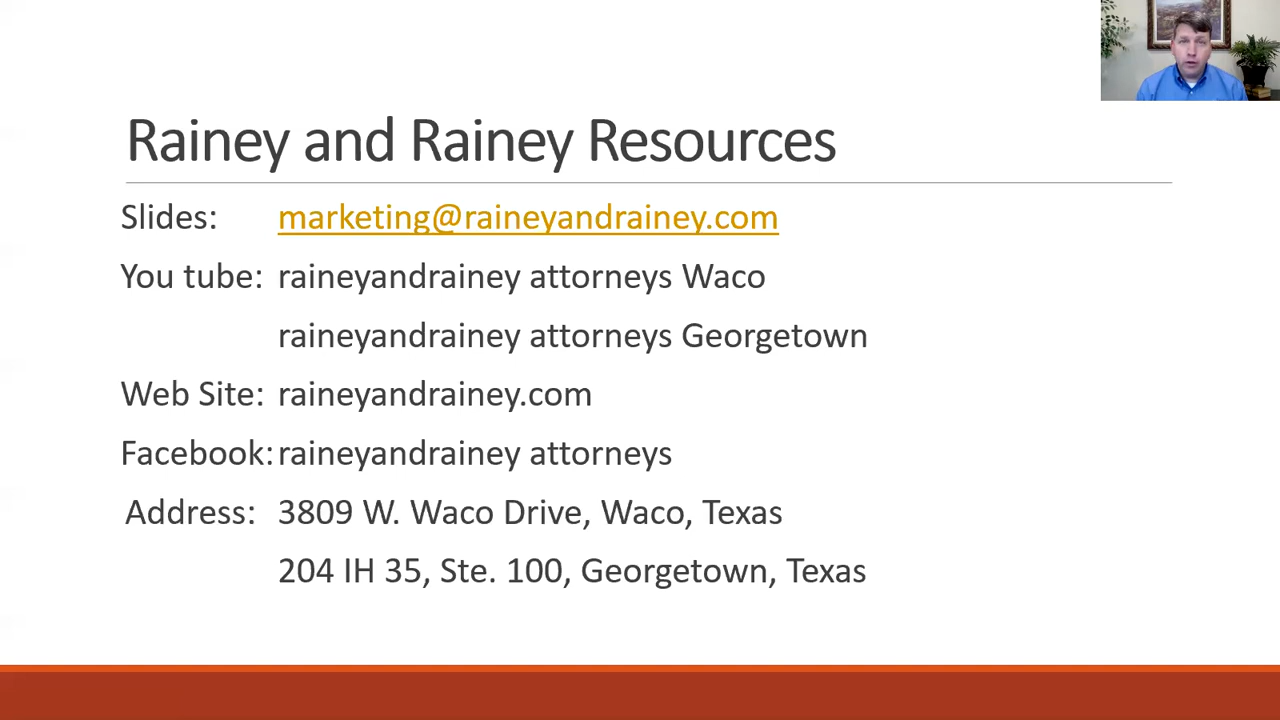 Rainey and Rainey Resources
Slides: marketing@raineyandrainey.com
You tube: raineyandrainey attorneys Waco
raineyandrainey attorneys Georgetown
Web Site: raineyandrainey.com
Facebook: raineyandrainey attorneys
Address: 3809 W. Waco Drive, Waco, Texas
204 IH 35, Ste. 100, Georgetown, Texas